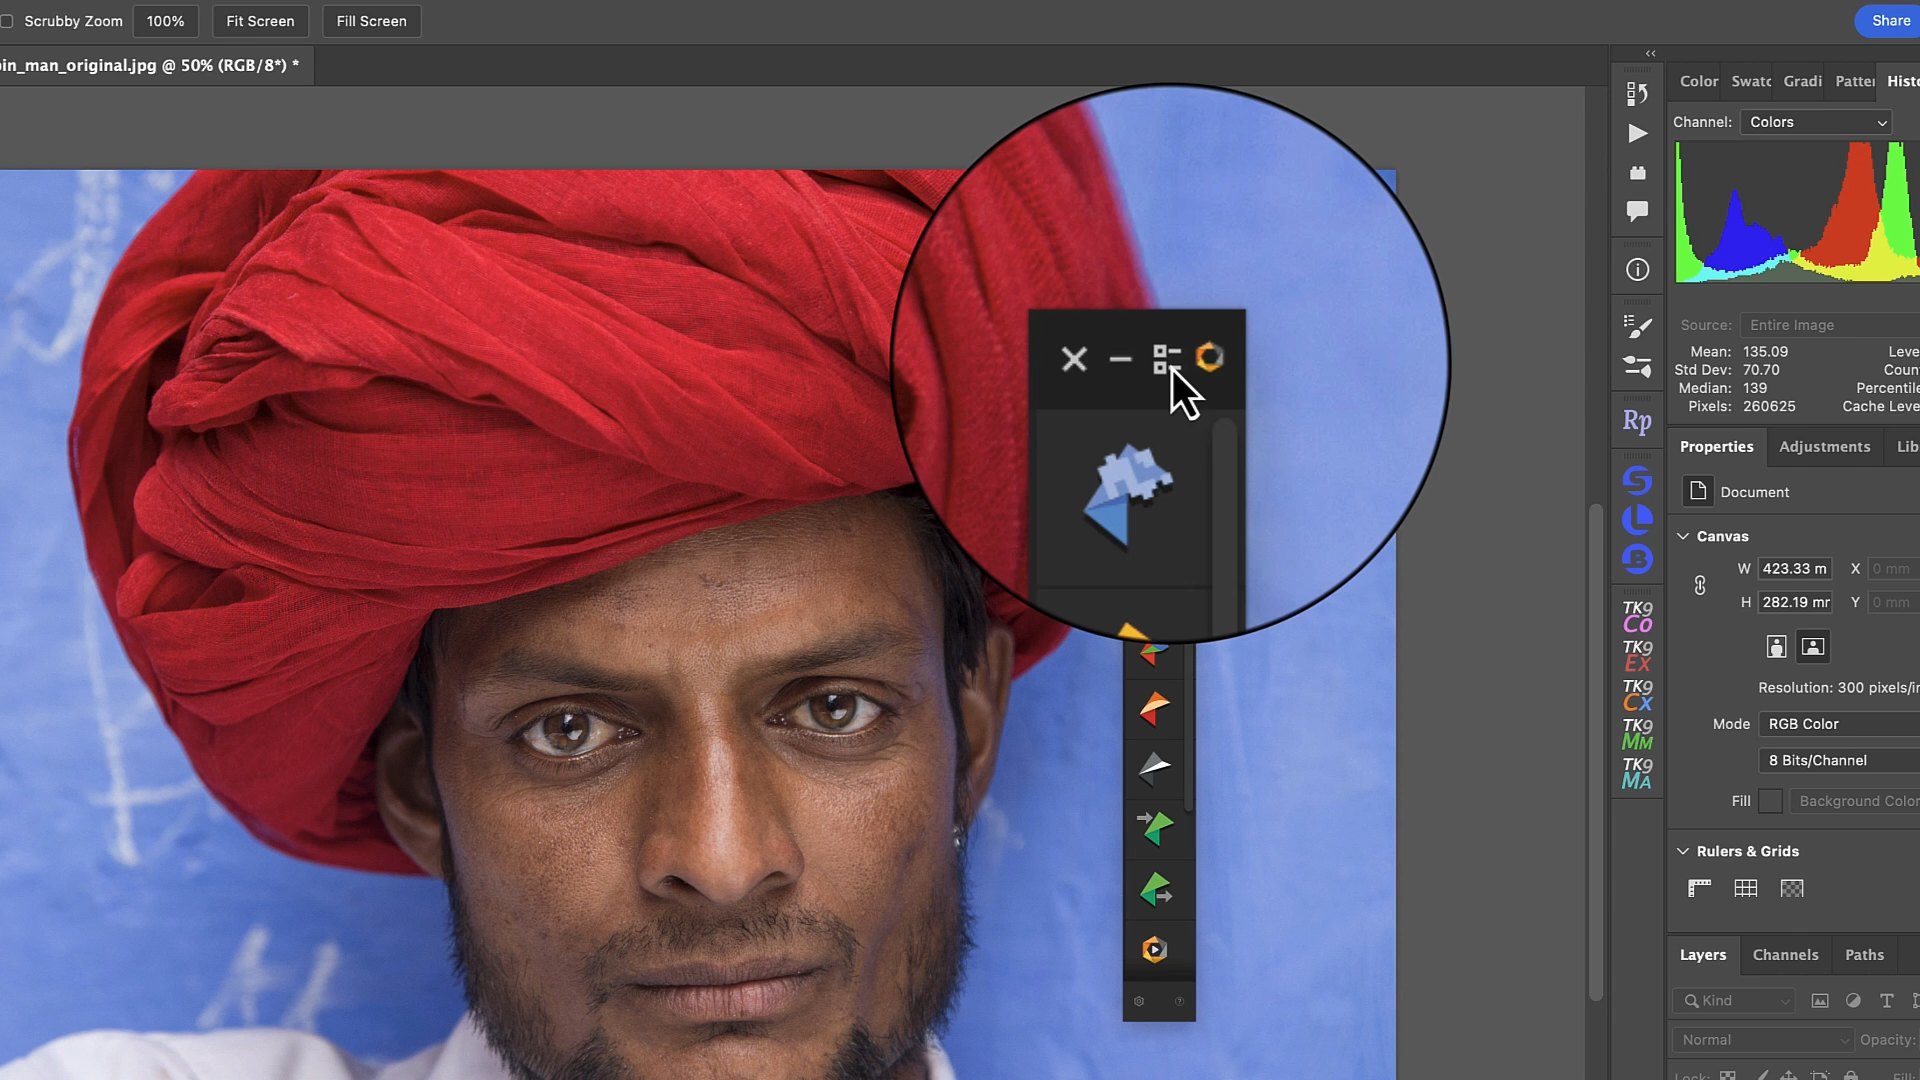 Scrubby Zoom 100% Fit Screen Fill Screen Share
in_man_original.jpg @ 50% (RGB/8*) *
Color Swatc Gradi Patter Histo
Channel: Colors
Source: Entire Image
Mean: 135.09 Leve
Std Dev: 70.70 Coun
Median: 139 Percentile
Pixels: 260625 Cache Leve
Rp
Properties Adjustments Lib
Document
S
L
B
Canvas
W 423.33 m X 0 mm
H 282.19 mr Y 0 mm
TK9
Co
TK9
Ex
TK9
Cx
TK9
MM
TK9
MA
Resolution: 300 pixels/in
Mode RGB Color
8 Bits/Channel
Fill Background Color
Rulers & Grids
Layers Channels Paths
Kind
Normal Opacity:
Lock: Fill: